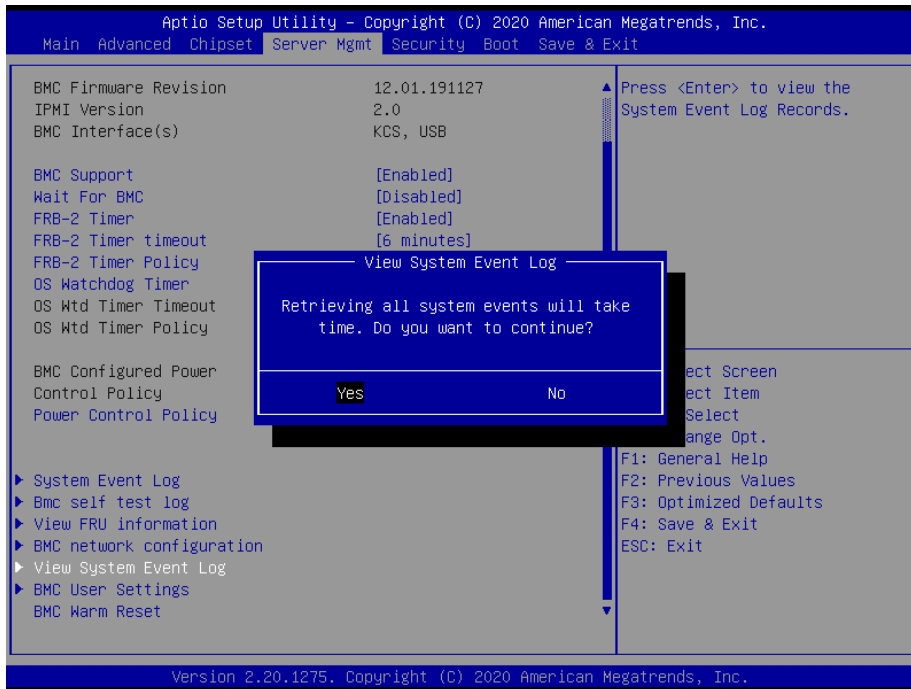 Aptio Setup Utility – Copyright (C) 2020 American Megatrends, Inc.
Main Advanced Chipset Server Mgmt Security Boot Save & Exit
BMC Firmware Revision 12.01.191127
IPMI Version 2.0
BMC Interface(s) KCS, USB
BMC Support [Enabled]
Wait For BMC [Disabled]
FRB-2 Timer [Enabled]
FRB-2 Timer timeout [6 minutes]
FRB-2 Timer Policy
OS Watchdog Timer
OS Wtd Timer Timeout
OS Wtd Timer Policy
BMC Configured Power
Control Policy
Power Control Policy
System Event Log
Bmc self test log
View FRU information
BMC network configuration
View System Event Log
BMC User Settings
BMC Warm Reset
View System Event Log
Retrieving all system events will take
time. Do you want to continue?
Yes No
Press <Enter> to view the
System Event Log Records.
ect Screen
ect Item
Select
ange Opt.
F1: General Help
F2: Previous Values
F3: Optimized Defaults
F4: Save & Exit
ESC: Exit
Version 2.20.1275. Copyright (C) 2020 American Megatrends, Inc.